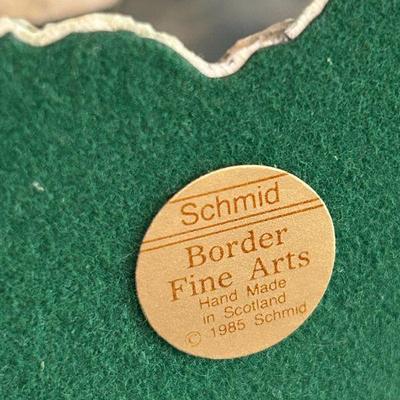 Schmid
Border
Fine Arts
Hand Made
in Scotland
© 1985 Schmid